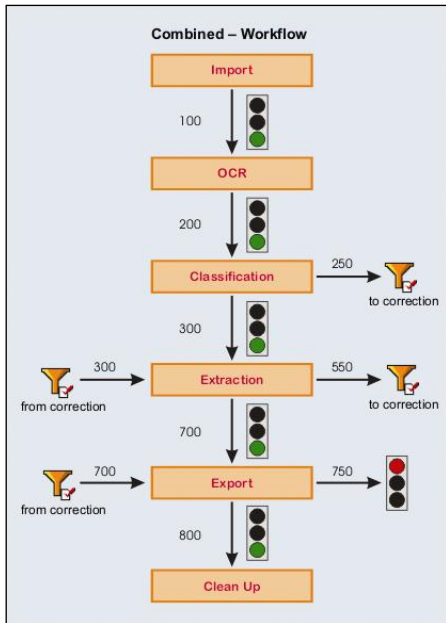 Combined – Workflow
Import
100
OCR
200
Classification
250
to correction
300
300
from correction
Extraction
550
to correction
700
700
from correction
Export
750
800
Clean Up